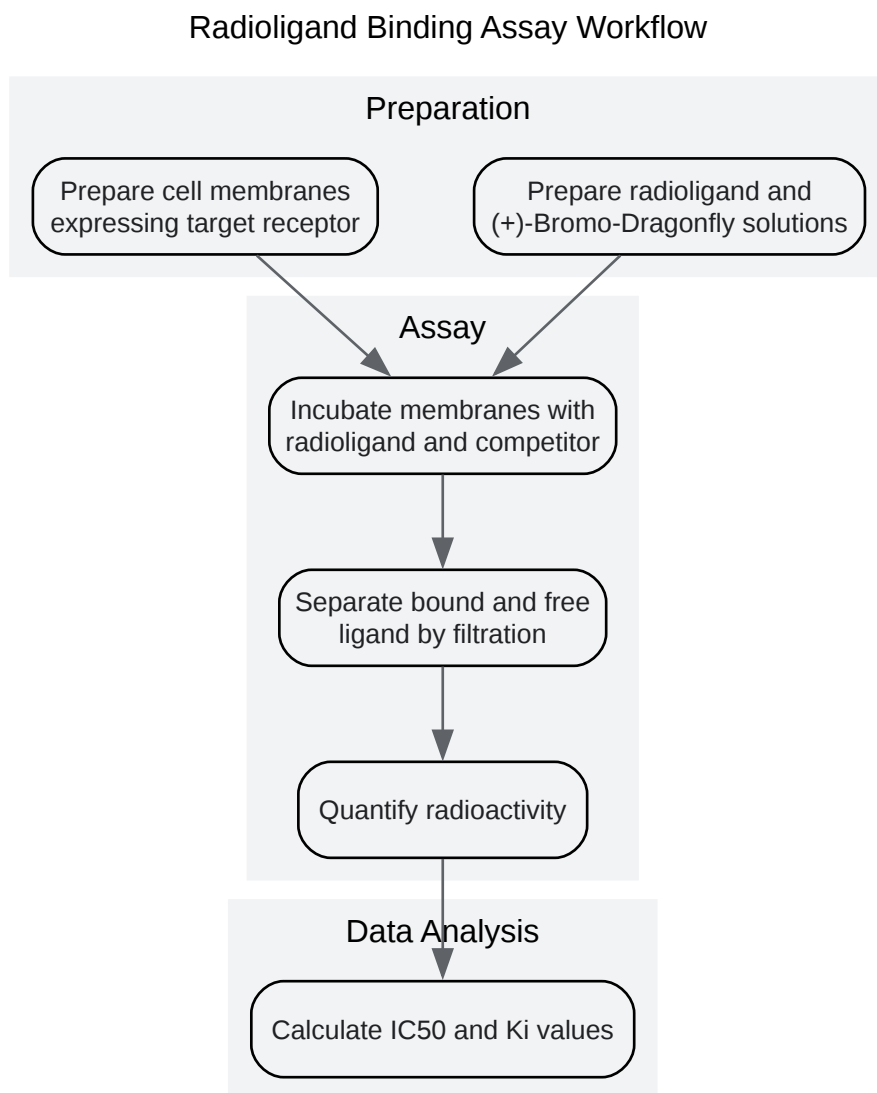 Radioligand Binding Assay Workflow
Preparation
Prepare cell membranes
expressing target receptor
Prepare radioligand and
(+)-Bromo-Dragonfly solutions
Assay
Incubate membranes with
radioligand and competitor
Separate bound and free
ligand by filtration
Quantify radioactivity
Data Analysis
Calculate IC50 and Ki values